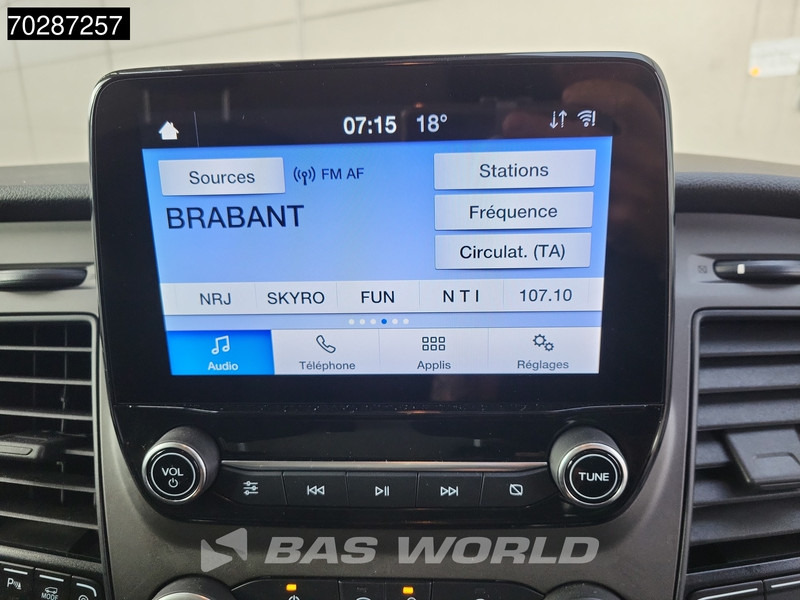 70287257
07:15 18°
Sources FM AF Stations
BRABANT
Fréquence
Circulat. (TA)
NRJ SKYRO FUN N T I 107.10
Audio Téléphone Applis Réglages
VOL TUNE
BAS WORLD
MODE